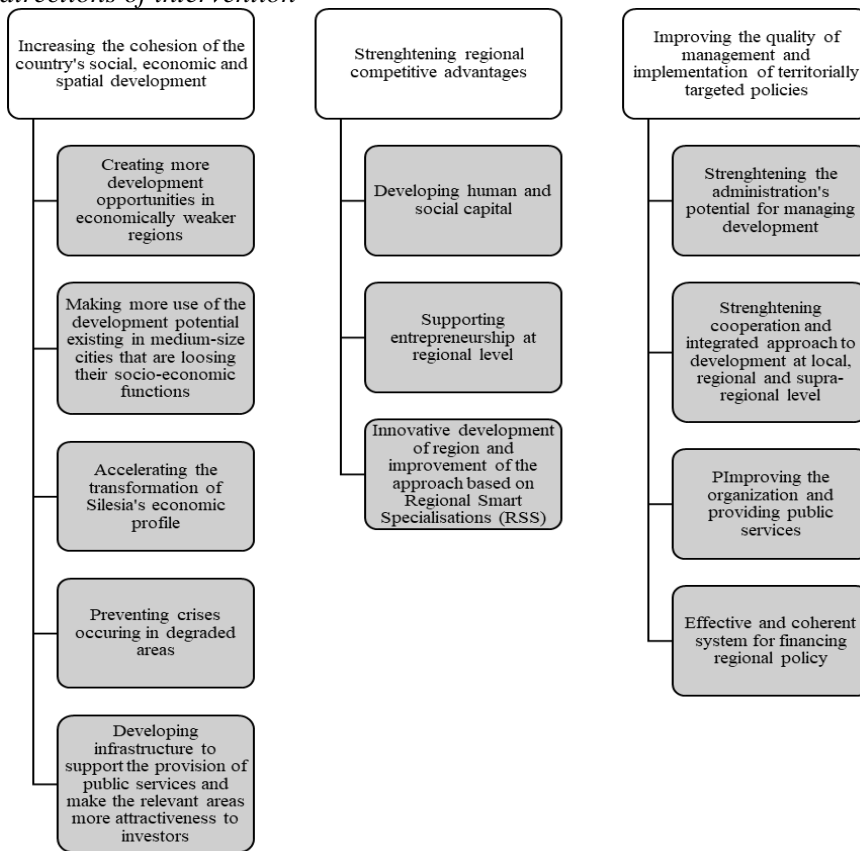 directions of intervention
Increasing the cohesion of the
country's social, economic and
spatial development
Creating more
development
opportunities in
economically weaker
regions
Making more use of the
development potential
existing in medium-size
cities that are loosing
their socio-economic
functions
Accelerating the
transformation of
Silesia's economic
profile
Preventing crises
occuring in degraded
areas
Developing
infrastructure to
support the provision of
public services and
make the relevant areas
more attractiveness to
investors
Strenghtening regional
competitive advantages
Developing human and
social capital
Supporting
entrepreneurship at
regional level
Innovative development
of region and
improvement of the
approach based on
Regional Smart
Specialisations (RSS)
Improving the quality of
management and
implementation of territorially
targeted policies
Strenghtening the
administration's
potential for managing
development
Strenghtening
cooperation and
integrated approach to
development at local,
regional and supra-
regional level
PImproving the
organization and
providing public
services
Effective and coherent
system for financing
regional policy